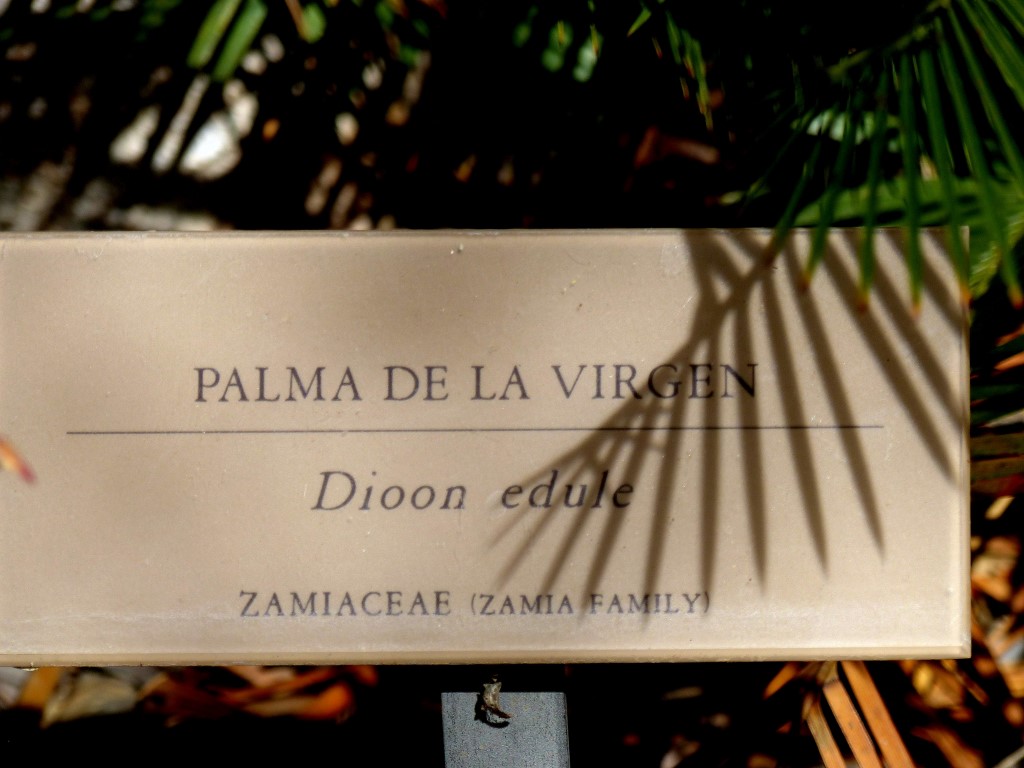 PALMA DE LA VIRGEN
Dioon edule
ZAMIACEAE (ZAMIA FAMILY)